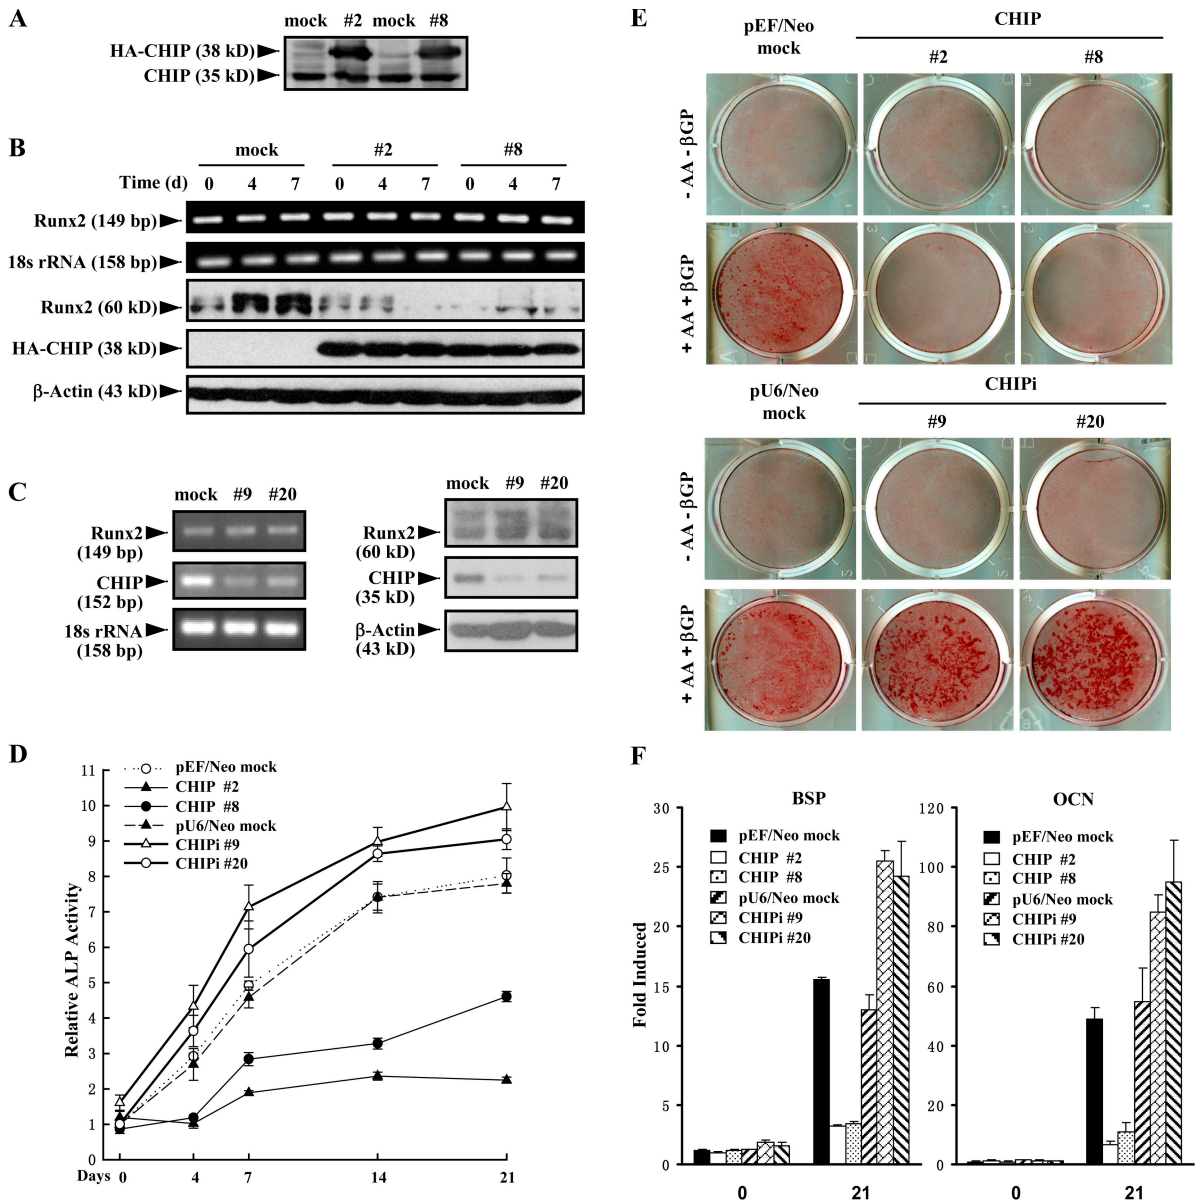 A
mock #2 mock #8
HA-CHIP (38 kD)
CHIP (35 kD)
B
mock #2 #8
Time (d) 0 4 7 0 4 7 0 4 7
Runx2 (149 bp)
18s rRNA (158 bp)
Runx2 (60 kD)
HA-CHIP (38 kD)
β-Actin (43 kD)
C
mock #9 #20
Runx2
(149 bp)
CHIP
(152 bp)
18s rRNA
(158 bp)
mock #9 #20
Runx2
(60 kD)
CHIP
(35 kD)
β-Actin
(43 kD)
D
Relative ALP Activity
11
10
9
8
7
6
5
4
3
2
1
0
pEF/Neo mock
CHIP #2
CHIP #8
pU6/Neo mock
CHIPi #9
CHIPi #20
Days 0 4 7 14 21
E
pEF/Neo
mock
CHIP
#2 #8
- AA - βGP
+ AA + βGP
pU6/Neo
mock
CHIPi
#9 #20
- AA - βGP
+ AA + βGP
F
BSP
Fold Induced
30
25
20
15
10
5
0
pEF/Neo mock
CHIP #2
CHIP #8
pU6/Neo mock
CHIPi #9
CHIPi #20
0 21
OCN
120
100
80
60
40
20
0
pEF/Neo mock
CHIP #2
CHIP #8
pU6/Neo mock
CHIPi #9
CHIPi #20
0 21